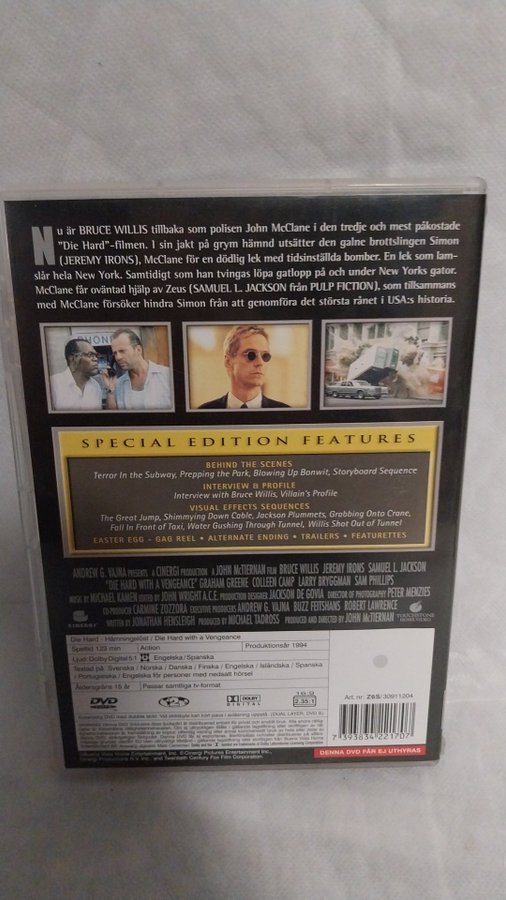 Nu är BRUCE WILLIS tillbaka som polisen John McClane i den tredje och mest påkostade
"Die Hard"-filmen. I sin jakt på grym hämnd utsätter den galne brottslingen Simon
(JEREMY IRONS), McClane för en dödlig lek med tidsinställda bomber. En lek som lam-
slår hela New York. Samtidigt som han tvingas löpa gatlopp på och under New Yorks gator.
McClane får oväntad hjälp av Zeus (SAMUEL L. JACKSON från PULP FICTION), som tillsammans
med McClane försöker hindra Simon från att genomföra det största rånet i USA:s historia.
PHONE
SPECIAL EDITION FEATURES
BEHIND THE SCENES
Terror In the Subway, Prepping the Park, Blowing Up Bonwit, Storyboard Sequence
INTERVIEW & PROFILE
Interview with Bruce Willis, Villain's Profile
VISUAL EFFECTS SEQUENCES
The Great Jump, Shimmying Down Cable, Jackson Plummets, Grabbing Onto Crane,
Fall In Front of Taxi, Water Gushing Through Tunnel, Willis Shot Out of Tunnel
EASTER EGG - GAG REEL • ALTERNATE ENDING • TRAILERS • FEATURETTES
ANDREW G. VAJNA PRESENTS A CINERGI PRODUCTION A JOHN McTIERNAN FILM BRUCE WILLIS JEREMY IRONS SAMUEL L. JACKSON
"DIE HARD WITH A VENGEANCE" GRAHAM GREENE COLLEEN CAMP LARRY BRYGGMAN SAM PHILLIPS
MUSIC BY MICHAEL KAMEN EDITED BY JOHN WRIGHT A.C.E. PRODUCTION DESIGNER JACKSON DE GOVIA DIRECTOR OF PHOTOGRAPHY PETER MENZIES
CO-PRODUCER CARMINE ZOZZORA EXECUTIVE PRODUCERS ANDREW G. VAJNA BUZZ FEITSHANS ROBERT LAWRENCE
WRITTEN BY JONATHAN HENSLEIGH PRODUCED BY MICHAEL TADROSS PRODUCED AND DIRECTED BY JOHN McTIERNAN
CINERGI
TOUCHSTONE
HOME VIDEO
Die Hard - Hämningslöst / Die Hard with a Vengeance
Speltid 123 min Action Produktionsår 1994
Ljud: Dolby Digital 5.1 Engelska/Spanska
Textad på: Svenska / Norska / Danska / Finska / Engelska / Isländska / Spanska
/ Portugisiska / Engelska för personer med nedsatt hörsel
Åldersgräns 15 år Passar samtliga tv-format
DVD
VIDEO
2
DOLBY
DIGITAL
16:9
2.35:1
Art. nr: Z6S/30911204
7 393834 221707
DENNA DVD FÅR EJ UTHYRAS